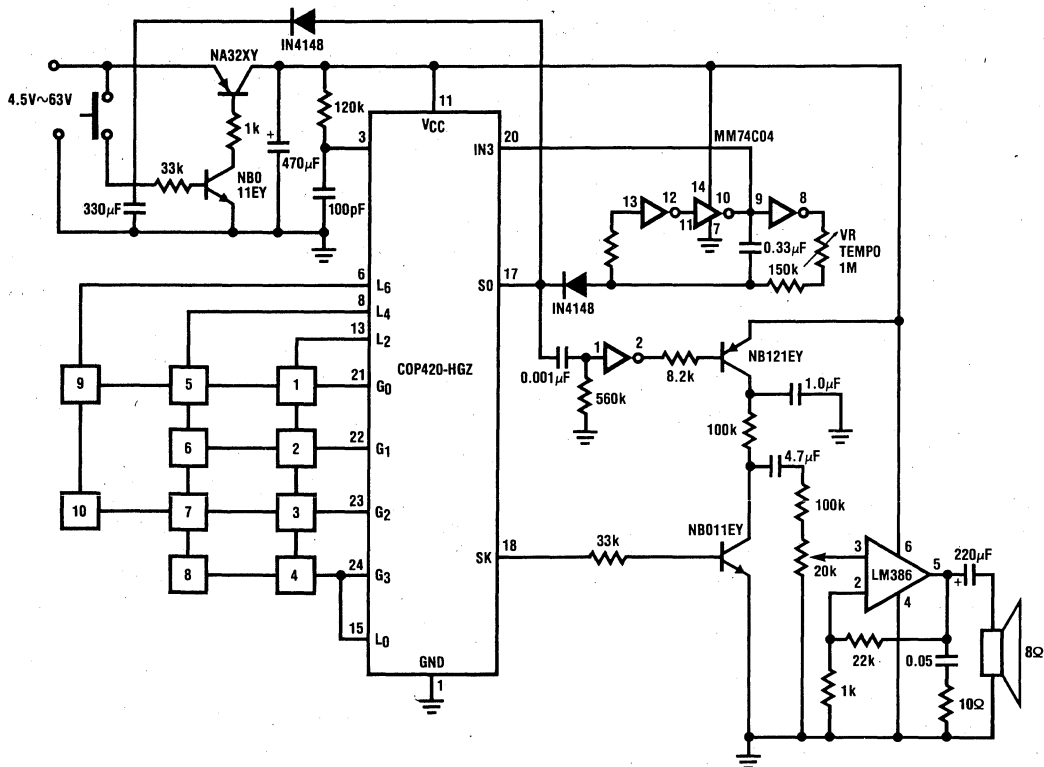 IN4148
NA32XY
4.5V~63V
1k
33k
NB0
11EY
330μF
+
470μF
120k
100pF
3
11
VCC
20
IN3
MM74C04
13
12
14
11
10
7
9
8
0.33μF
VR
TEMPO
1M
150k
17
SO
IN4148
6
L6
8
L4
13
L2
COP420-HGZ
21
G0
22
G1
23
G2
24
G3
15
L0
9
5
1
6
2
10
7
3
8
4
GND
1
0.001μF
1
2
560k
8.2k
NB121EY
1.0μF
100k
4.7μF
100k
20k
18
SK
33k
NB011EY
3
6
LM386
2
4
5
220μF
+
22k
0.05
1k
10Ω
8Ω